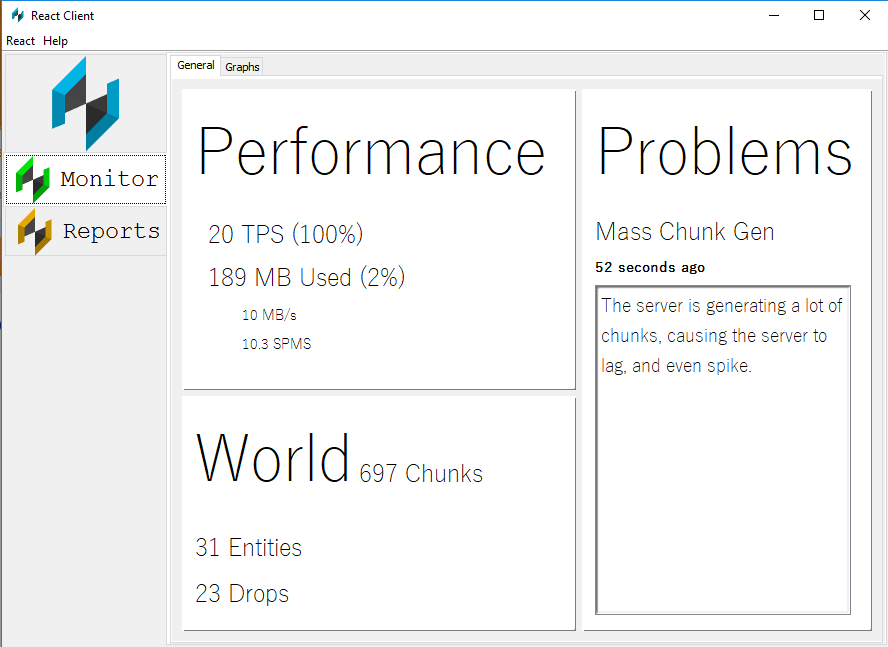 React Client
React Help
Monitor
Reports
General Graphs
Performance
20 TPS (100%)
189 MB Used (2%)
10 MB/s
10.3 SPMS
World 697 Chunks
31 Entities
23 Drops
Problems
Mass Chunk Gen
52 seconds ago
The server is generating a lot of
chunks, causing the server to
lag, and even spike.